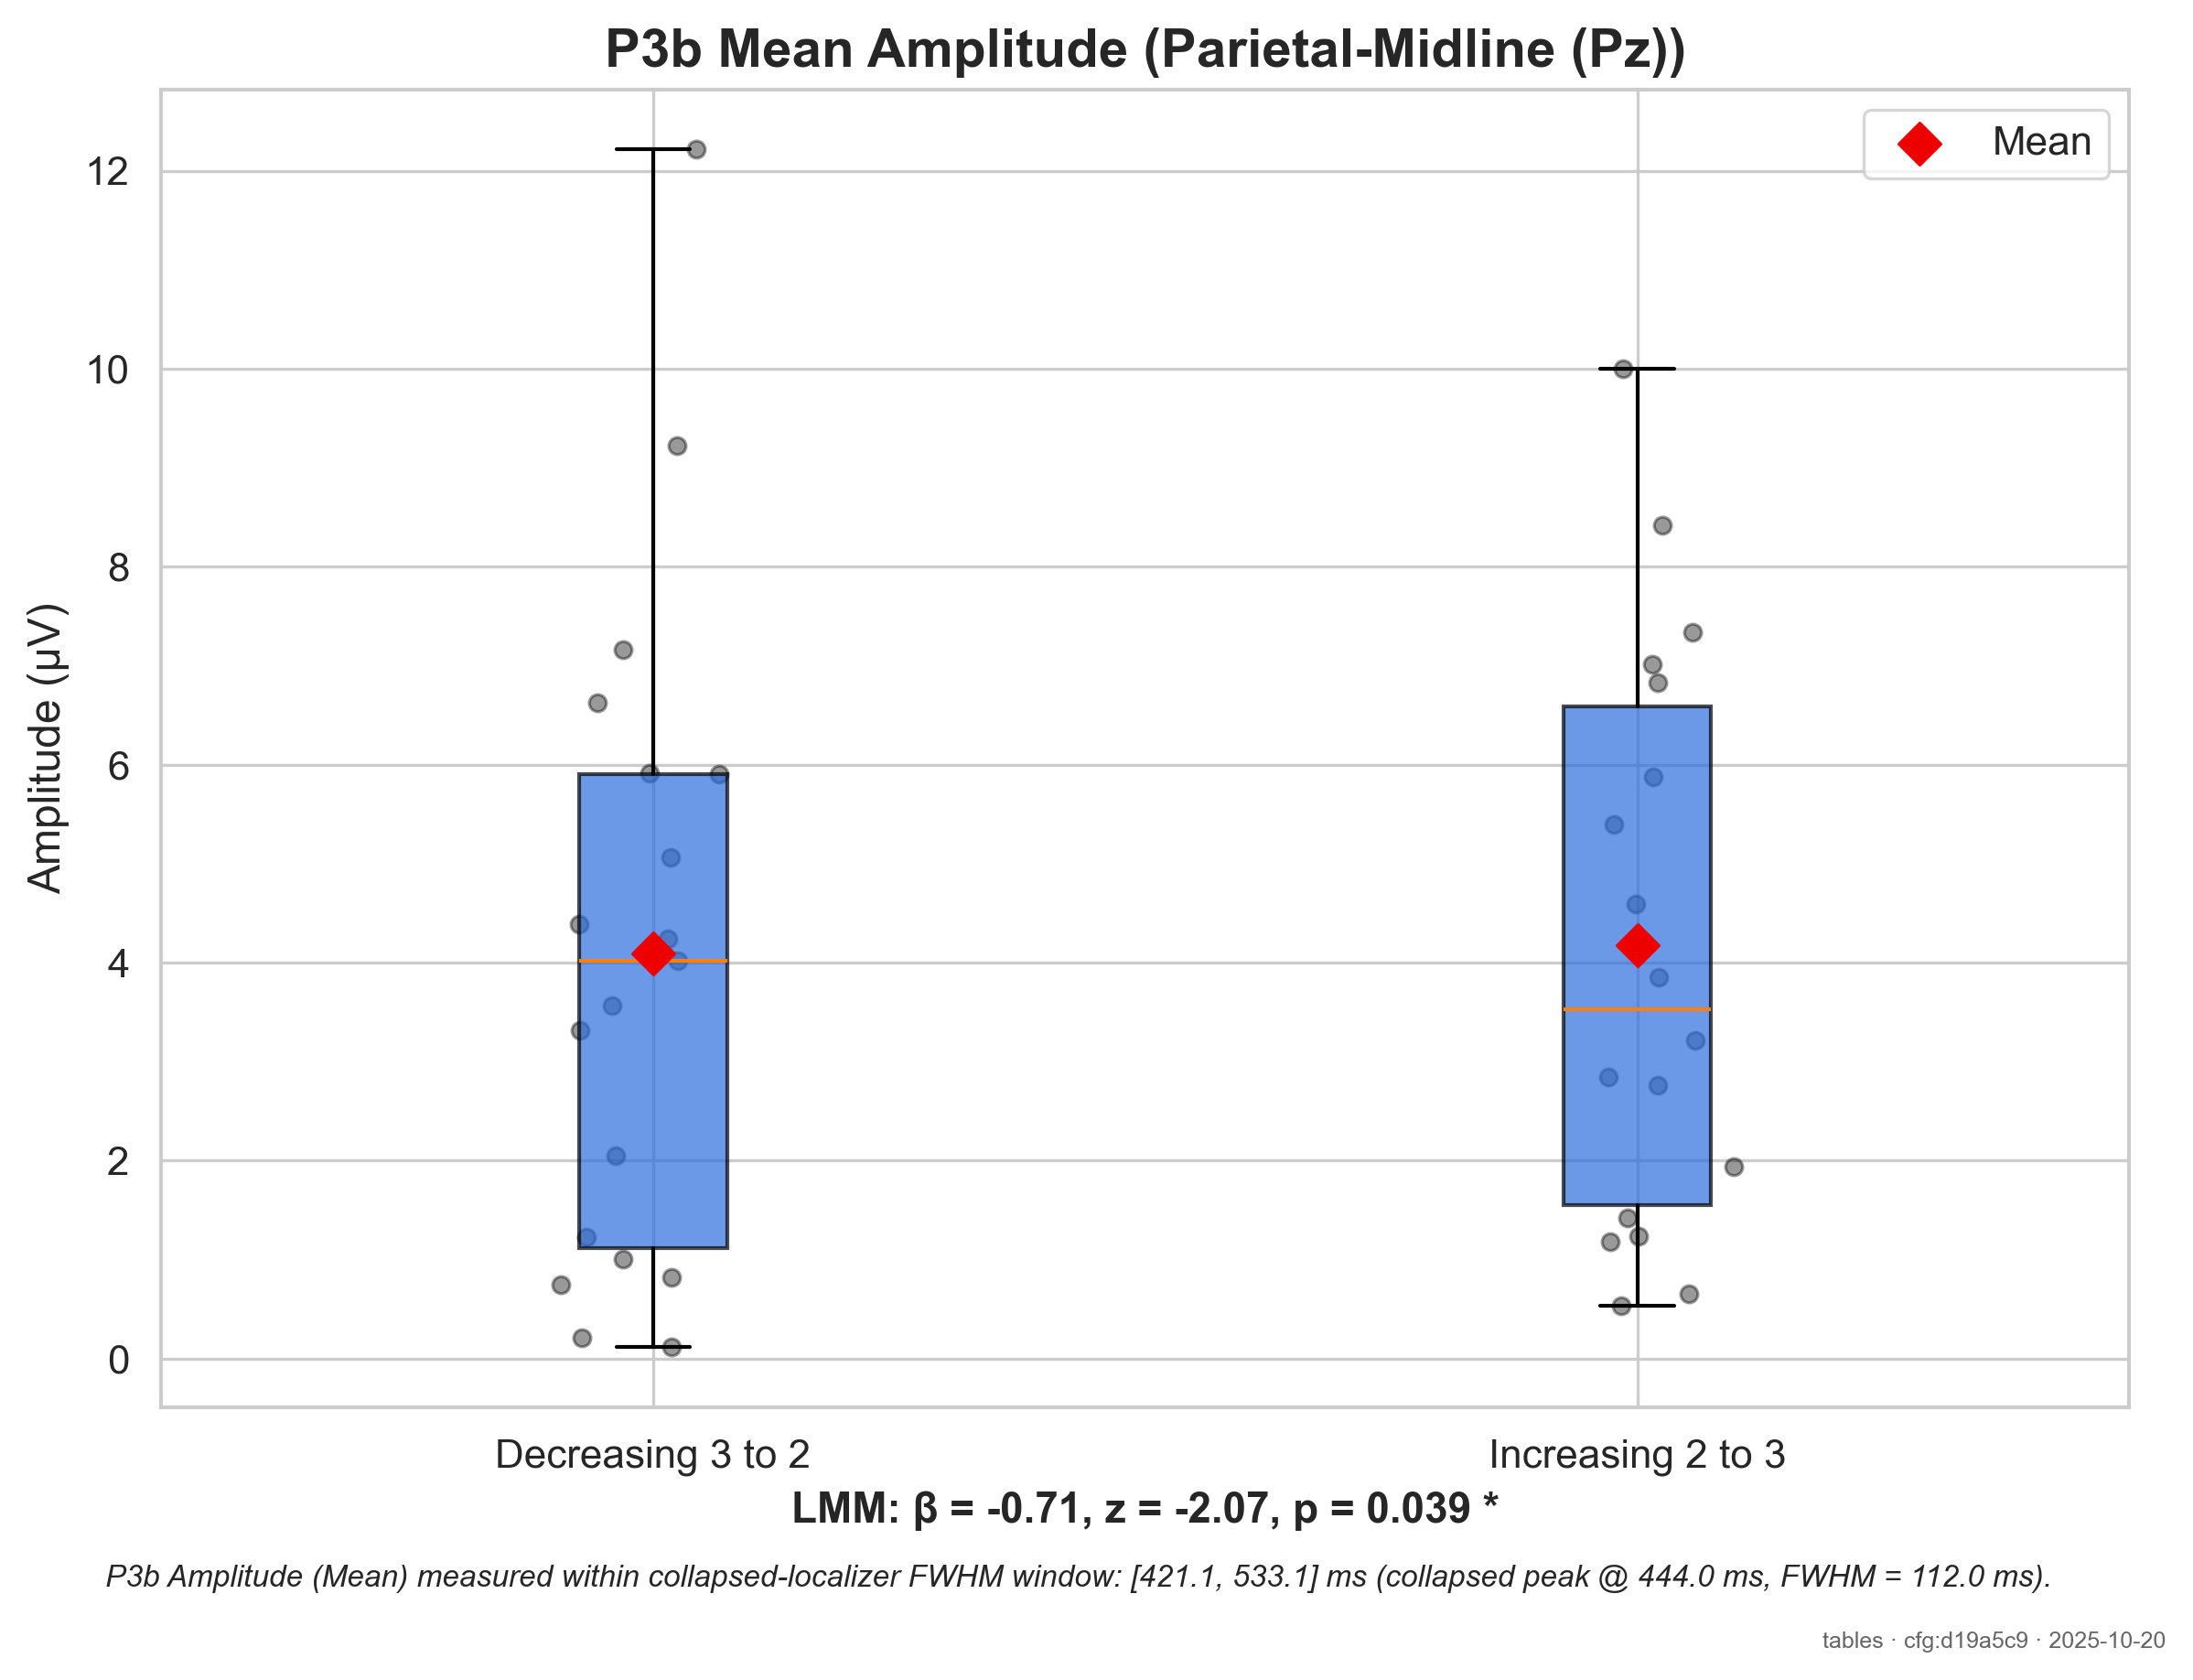 P3b Mean Amplitude (Parietal-Midline (Pz))
Mean
Amplitude (µV)
12
10
8
6
4
2
0
Decreasing 3 to 2
Increasing 2 to 3
LMM: β = -0.71, z = -2.07, p = 0.039 *
P3b Amplitude (Mean) measured within collapsed-localizer FWHM window: [421.1, 533.1] ms (collapsed peak @ 444.0 ms, FWHM = 112.0 ms).
tables · cfg:d19a5c9 · 2025-10-20